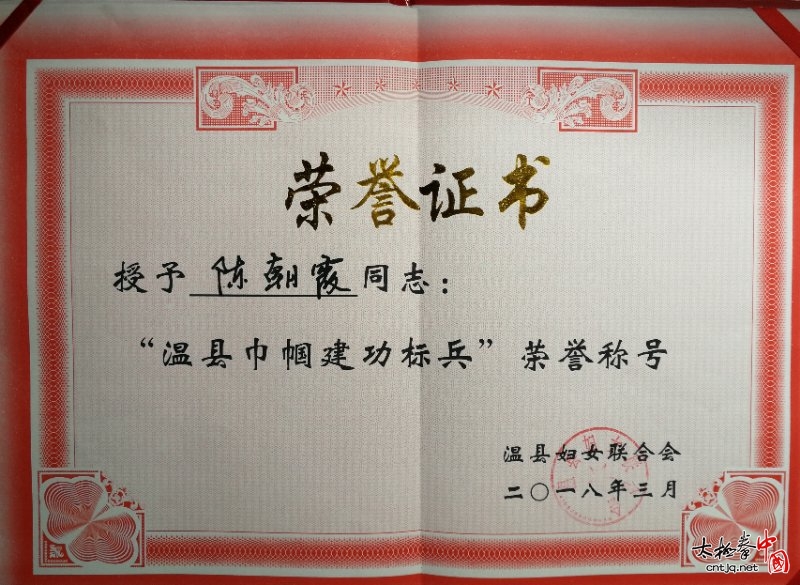 荣誉证书
授予 陈朝霞 同志：
“温县巾帼建功标兵”荣誉称号
温县妇女联合会
二〇一八年三月
太极拳中国
cntjq.net